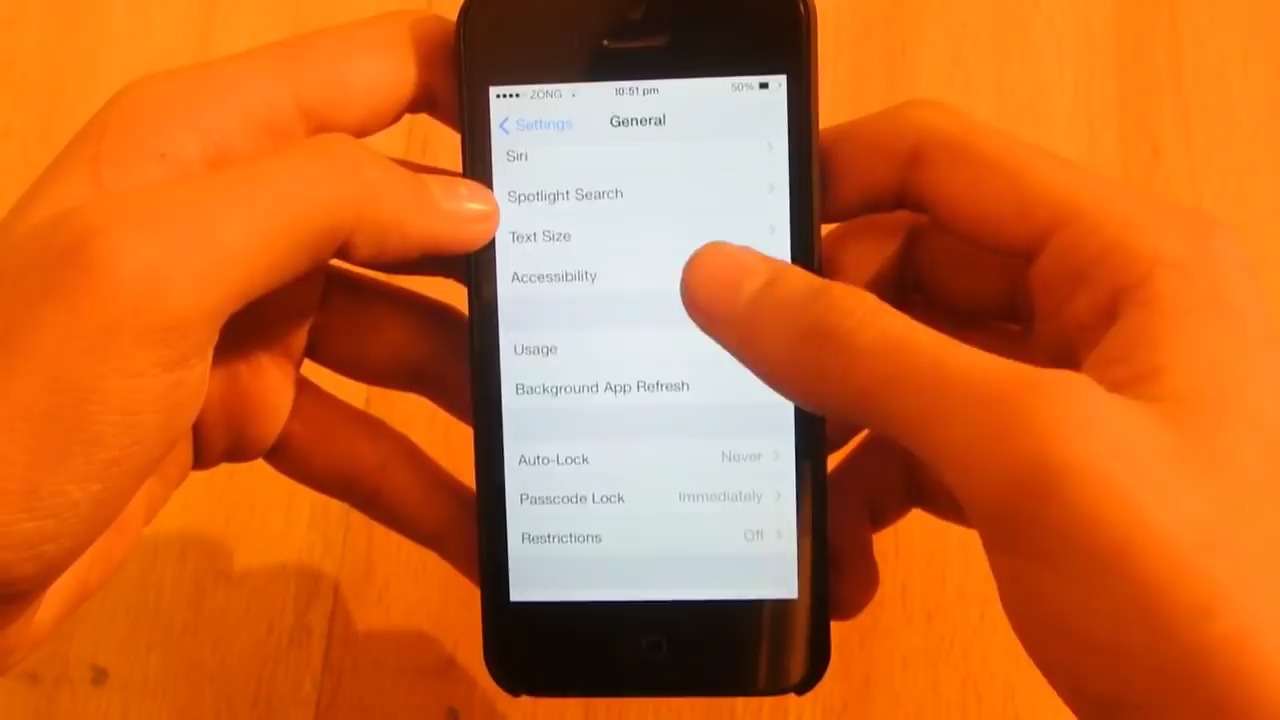 ZONG 10:51 pm 50%
Settings General
Siri
Spotlight Search
Text Size
Accessibility
Usage
Background App Refresh
Auto-Lock Never
Passcode Lock Immediately
Restrictions Off